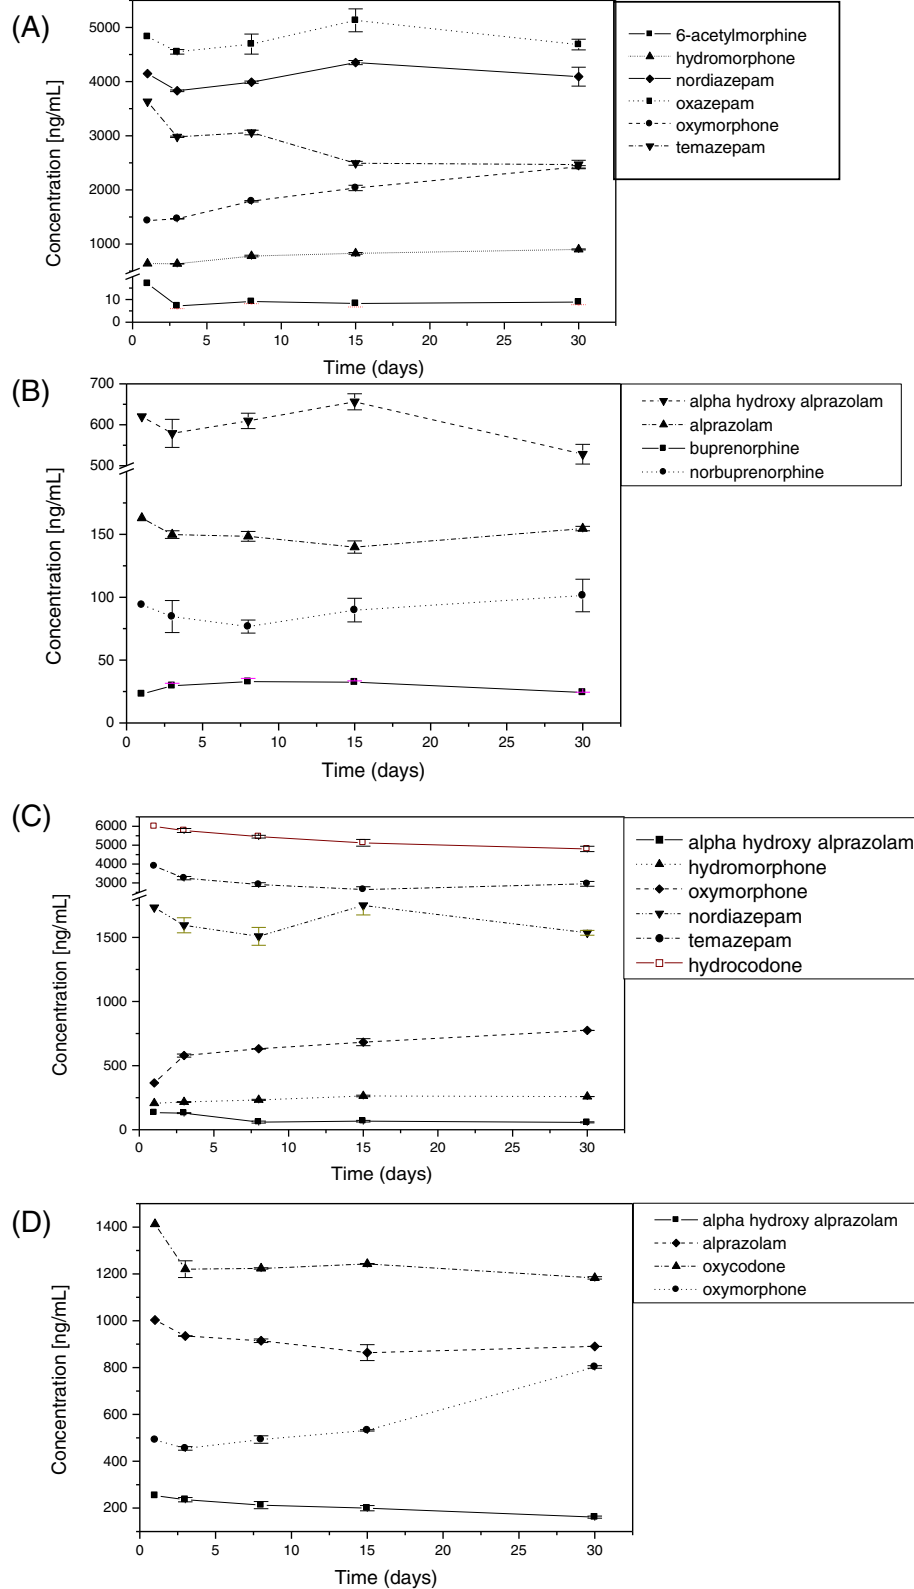 (A)
5000
4000
3000
2000
1000
10
0
0
5
10
15
20
25
30
Concentration [ng/mL]
Time (days)
6-acetylmorphine
hydromorphone
nordiazepam
oxazepam
oxymorphone
temazepam
(B)
700
600
500
150
100
50
0
0
5
10
15
20
25
30
Concentration [ng/mL]
Time (days)
alpha hydroxy alprazolam
alprazolam
buprenorphine
norbuprenorphine
(C)
6000
5000
4000
3000
1500
1000
500
0
0
5
10
15
20
25
30
Concentration [ng/mL]
Time (days)
alpha hydroxy alprazolam
hydromorphone
oxymorphone
nordiazepam
temazepam
hydrocodone
(D)
1400
1200
1000
800
600
400
200
0
5
10
15
20
25
30
Concentration [ng/mL]
Time (days)
alpha hydroxy alprazolam
alprazolam
oxycodone
oxymorphone